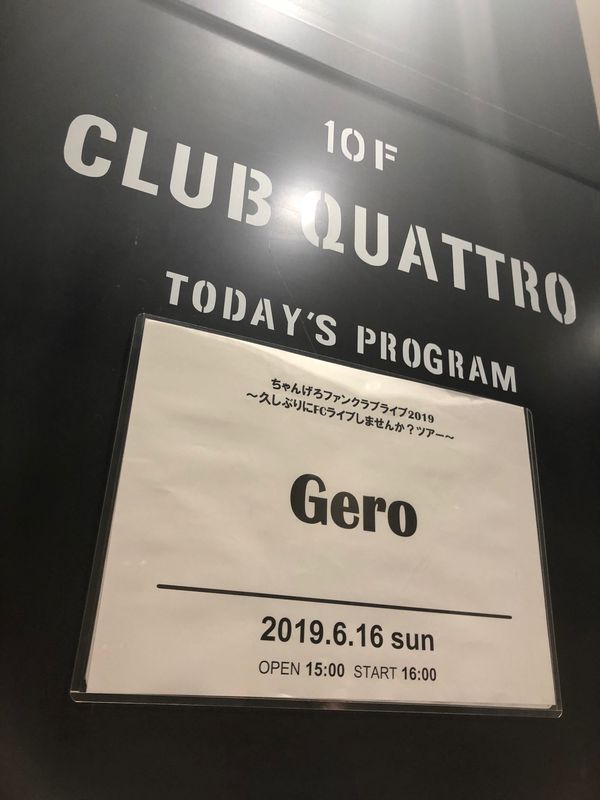 10F
CLUB QUATTRO
TODAY'S PROGRAM
ちゃんげろファンクラブライブ2019
～久しぶりにFCライブしませんか？ツアー～
Gero
2019.6.16 sun
OPEN 15:00 START 16:00